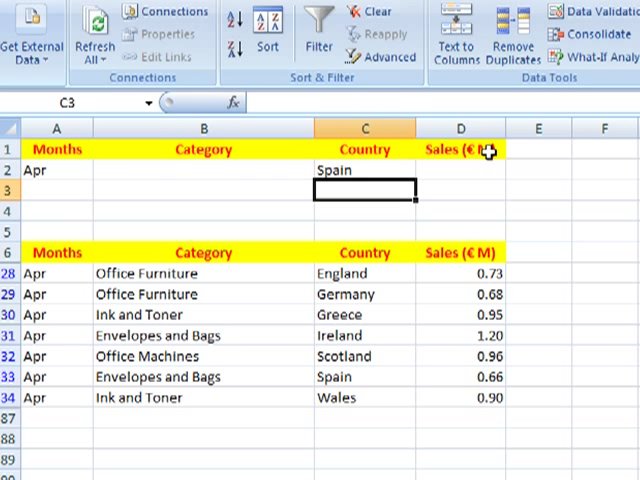 Connections
Properties
Edit Links
Get External
Data
Refresh
All
Connections
Sort
Filter
Clear
Reapply
Advanced
Sort & Filter
Text to
Columns
Remove
Duplicates
Consolidate
Data Tools
C3
fx
A B C D E F
1 Months Category Country Sales (€
2 Apr Spain
3
4
5
6 Months Category Country Sales (€ M)
28 Apr Office Furniture England 0.73
29 Apr Office Furniture Germany 0.68
30 Apr Ink and Toner Greece 0.95
31 Apr Envelopes and Bags Ireland 1.20
32 Apr Office Machines Scotland 0.96
33 Apr Envelopes and Bags Spain 0.66
34 Apr Ink and Toner Wales 0.90
87
88
89